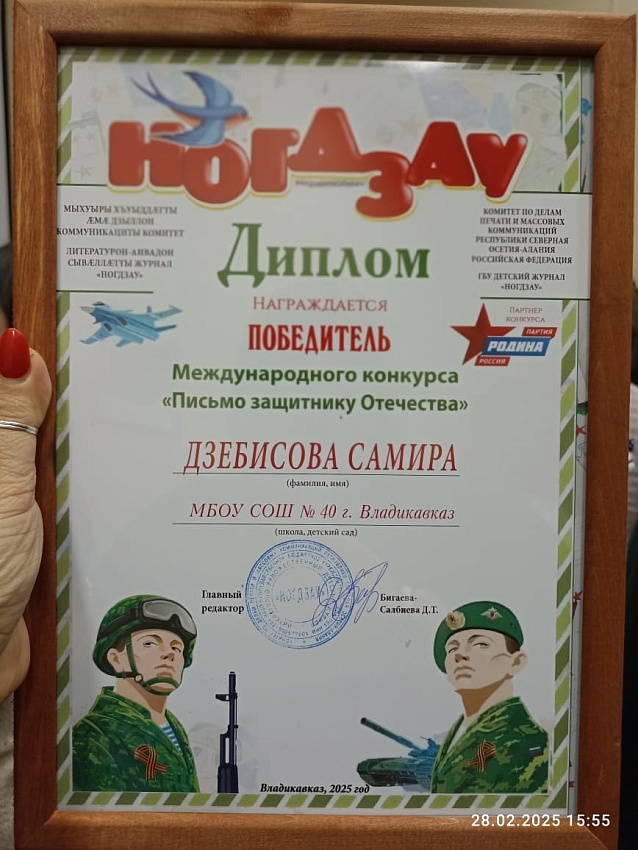 НОГДЗАУ
МЫХУЫРЫ ХЪУЫДДÆГТЫ
ÆМÆ ДЗЫЛЛОН
КОММУНИКАЦИТЫ КОМИТЕТ
ЛИТЕРАТУРОН-АИВАДОН
СЫВÆЛЛÆТТЫ ЖУРНАЛ
«НОГДЗАУ»
КОМИТЕТ ПО ДЕЛАМ
ПЕЧАТИ И МАССОВЫХ
КОММУНИКАЦИЙ
РЕСПУБЛИКИ СЕВЕРНАЯ
ОСЕТИЯ-АЛАНИЯ
РОССИЙСКАЯ ФЕДЕРАЦИЯ
ГБУ ДЕТСКИЙ ЖУРНАЛ
«НОГДЗАУ»
ДИПЛОМ
НАГРАЖДАЕТСЯ
ПОБЕДИТЕЛЬ
ПАРТНЕР
КОНКУРСА
ПАРТИЯ
РОДИНА
РОССИЯ
Международного конкурса
«Письмо защитнику Отечества»
ДЗЕБИСОВА САМИРА
(фамилия, имя)
МБОУ СОШ № 40 г. Владикавказ
(школа, детский сад)
Главный
редактор
«НОГДЗАУ»
Бигаева-
Салбиева Д.Т.
Владикавказ, 2025 год
28.02.2025 15:55